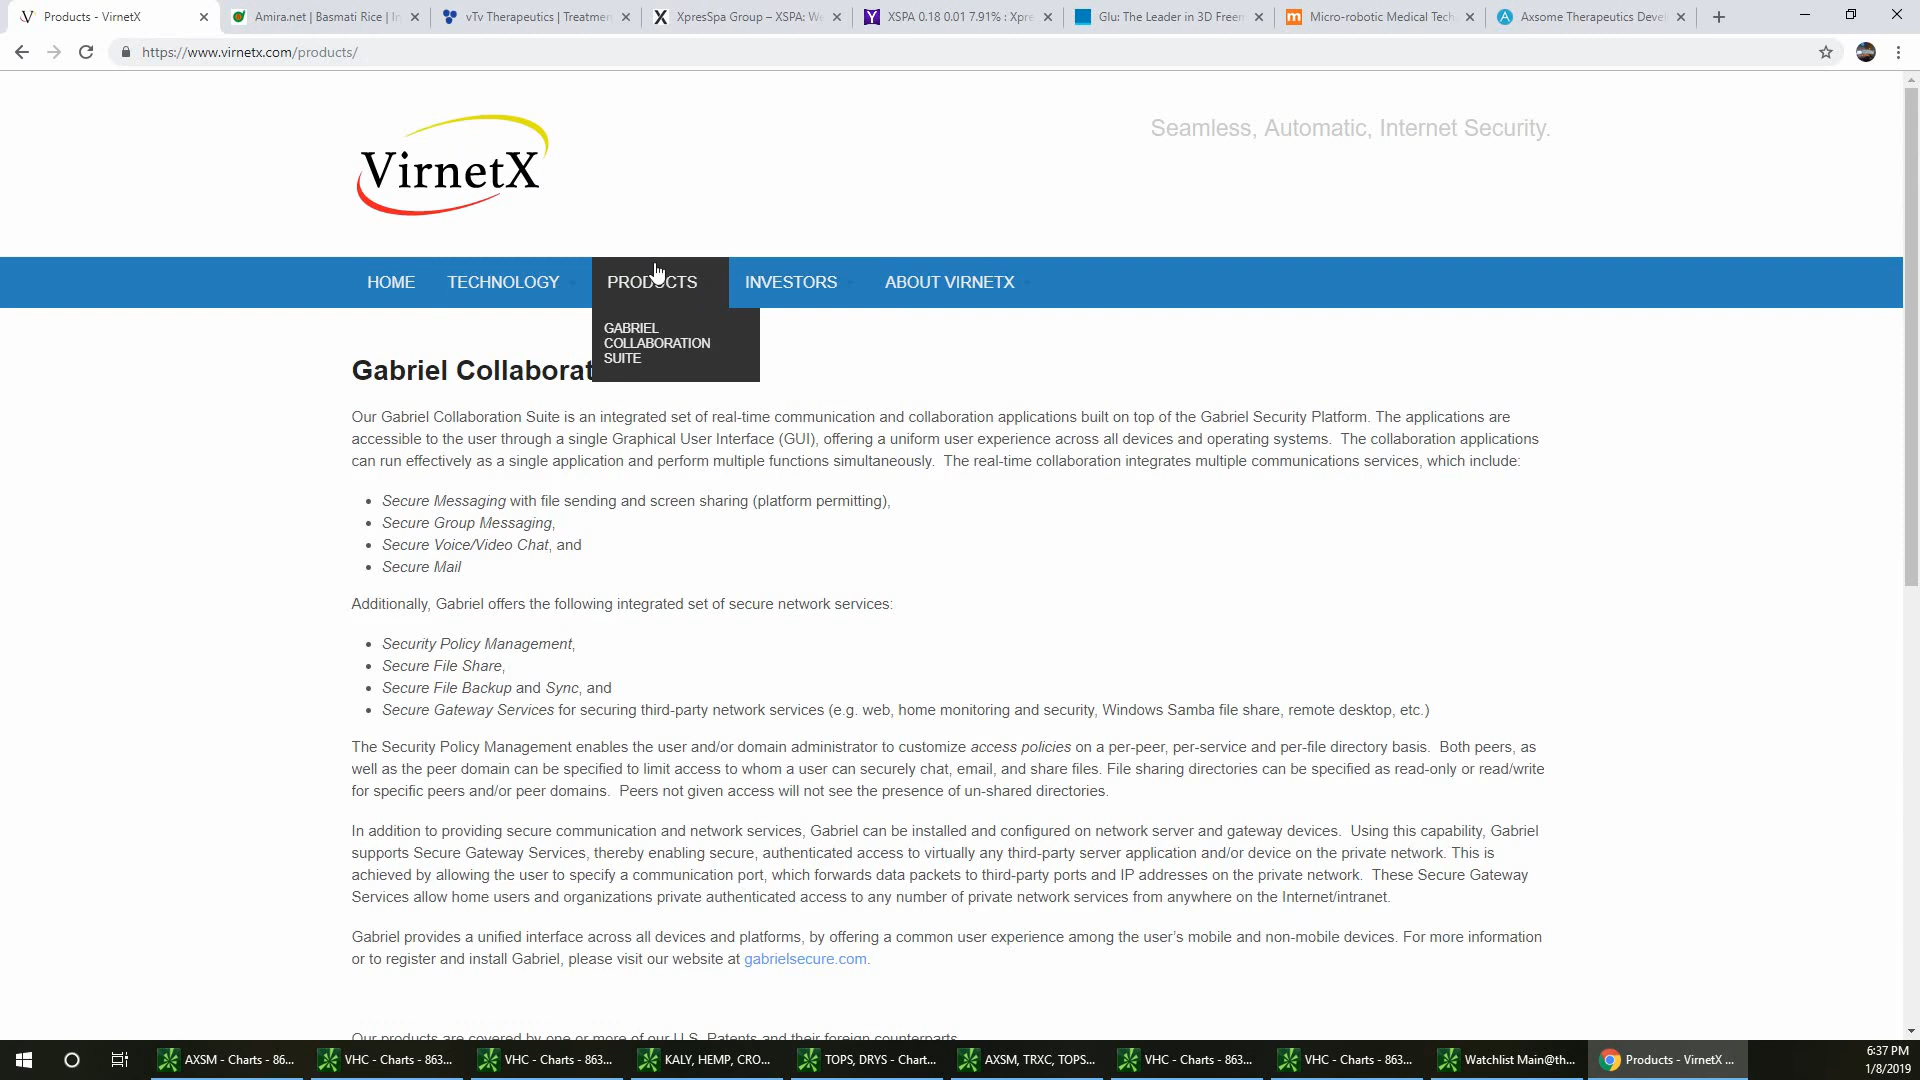 Products - VirnetX
Amira.net | Basmati Rice | In
vTv Therapeutics | Treatmen
XpresSpa Group – XSPA: We
XSPA 0.18 0.01 7.91% : Xpre
Glu: The Leader in 3D Freem
Micro-robotic Medical Tech
Axsome Therapeutics Devel
https://www.virnetx.com/products/
VirnetX
Seamless, Automatic, Internet Security.
HOME
TECHNOLOGY
PRODUCTS
INVESTORS
ABOUT VIRNETX
GABRIEL
COLLABORATION
SUITE
Gabriel Collaborat
Our Gabriel Collaboration Suite is an integrated set of real-time communication and collaboration applications built on top of the Gabriel Security Platform. The applications are
accessible to the user through a single Graphical User Interface (GUI), offering a uniform user experience across all devices and operating systems. The collaboration applications
can run effectively as a single application and perform multiple functions simultaneously. The real-time collaboration integrates multiple communications services, which include:
• Secure Messaging with file sending and screen sharing (platform permitting),
• Secure Group Messaging,
• Secure Voice/Video Chat, and
• Secure Mail
Additionally, Gabriel offers the following integrated set of secure network services:
• Security Policy Management,
• Secure File Share,
• Secure File Backup and Sync, and
• Secure Gateway Services for securing third-party network services (e.g. web, home monitoring and security, Windows Samba file share, remote desktop, etc.)
The Security Policy Management enables the user and/or domain administrator to customize access policies on a per-peer, per-service and per-file directory basis. Both peers, as
well as the peer domain can be specified to limit access to whom a user can securely chat, email, and share files. File sharing directories can be specified as read-only or read/write
for specific peers and/or peer domains. Peers not given access will not see the presence of un-shared directories.
In addition to providing secure communication and network services, Gabriel can be installed and configured on network server and gateway devices. Using this capability, Gabriel
supports Secure Gateway Services, thereby enabling secure, authenticated access to virtually any third-party server application and/or device on the private network. This is
achieved by allowing the user to specify a communication port, which forwards data packets to third-party ports and IP addresses on the private network. These Secure Gateway
Services allow home users and organizations private authenticated access to any number of private network services from anywhere on the Internet/intranet.
Gabriel provides a unified interface across all devices and platforms, by offering a common user experience among the user's mobile and non-mobile devices. For more information
or to register and install Gabriel, please visit our website at gabrielsecure.com.
Our products are covered by one or more of our U.S. Patents and their foreign counterparts
AXSM - Charts - 86...
VHC - Charts - 863...
VHC - Charts - 863...
KALY, HEMP, CRO...
TOPS, DRYS - Chart...
AXSM, TRXC, TOPS...
VHC - Charts - 863...
VHC - Charts - 863...
Watchlist Main@th...
Products - VirnetX ...
6:37 PM
1/8/2019